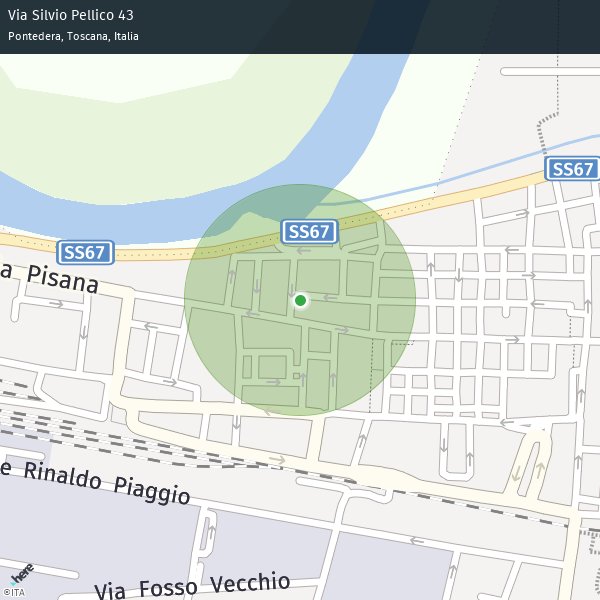 Via Silvio Pellico 43
Pontedera, Toscana, Italia
SS67
SS67
SS67
a Pisana
e Rinaldo Piaggio
Via Fosso Vecchio
here
©ITA